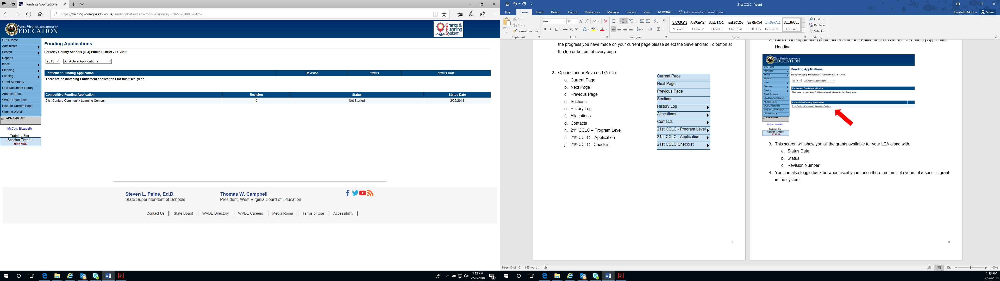 Funding Applications
https://training.wvdegps.k12.wv.us/Funding/Default.aspx?ccipSessionKey=636552649082842526
West Virginia DEPARTMENT OF
EDUCATION
Grants &
Planning
System
GPS Home
Administer
Search
Reports
Inbox
Planning
Funding
Grant Summary
LEA Document Library
Address Book
WVDE Resources
Help for Current Page
Contact WVDE
GPS Sign Out
McCoy, Elizabeth
Training Site
Session Timeout
00:47:56
Funding Applications
Berkeley County Schools (004) Public District - FY 2019
2019 All Active Applications
Entitlement Funding Application Revision Status Status Date
There are no matching Entitlement applications for this fiscal year.
Competitive Funding Application Revision Status Status Date
21st Century Community Learning Centers 0 Not Started 2/26/2018
Steven L. Paine, Ed.D.
State Superintendent of Schools
Thomas W. Campbell
President, West Virginia Board of Education
Contact Us State Board WVDE Directory WVDE Careers Media Room Terms of Use Accessibility
1:13 PM
2/26/2018
2
21st CCLC - Word
File Home Insert Design Layout References Mailings Review View ACROBAT Tell me what you want to do...
Elizabeth McCoy Share
Paste
Cut
Copy
Format Painter
Clipboard
Arial 12
Font
Paragraph
AABBC( AABBCC AABBCCI AaBbCcDd AaBbCcl AaBbCcL AaBbCcL
¶ Level 1 ¶ Level 2 ¶ Level 3 ¶ Normal ¶ TOC Title Intense Q... ¶ List Para...
Styles
Find
Replace
Select
Editing
the progress you have made on your current page please select the Save and Go To button at
the top or bottom of every page.
2. Options under Save and Go To:
a. Current Page
b. Next Page
c. Previous Page
d. Sections
e. History Log
f. Allocations
g. Contacts
h. 21st CCLC – Program Level
i. 21st CCLC – Application
j. 21st CCLC - Checklist
Current Page
Next Page
Previous Page
Sections
History Log
Allocations
Contacts
21st CCLC - Program Level
21st CCLC - Application
21st CCLC Checklist
7
2. Click on the application name under either the Entitlement or Competitive Funding Application
Heading.
West Virginia DEPARTMENT OF
EDUCATION
GPS Home
Administer
Search
Reports
Inbox
Planning
Funding
Grant Summary
LEA Document Library
Address Book
WVDE Resources
Help for Current Page
Contact WVDE
GPS Sign Out
McCoy, Elizabeth
Training Site
Session Timeout
00:59:45
Funding Applications
Berkeley County Schools (004) Public District - FY 2019
2019 All Active Applications
Entitlement Funding Application
There are no matching Entitlement applications for this fiscal year.
Competitive Funding Application
21st Century Community Learning Centers
3. This screen will show you all the grants available for your LEA along with:
a. Status Date
b. Status
c. Revision Number
4. You can also toggle back between fiscal years once there are multiple years of a specific grant
in the system.
8
Page 10 of 10 693 words
100%
1:13 PM
2/26/2018